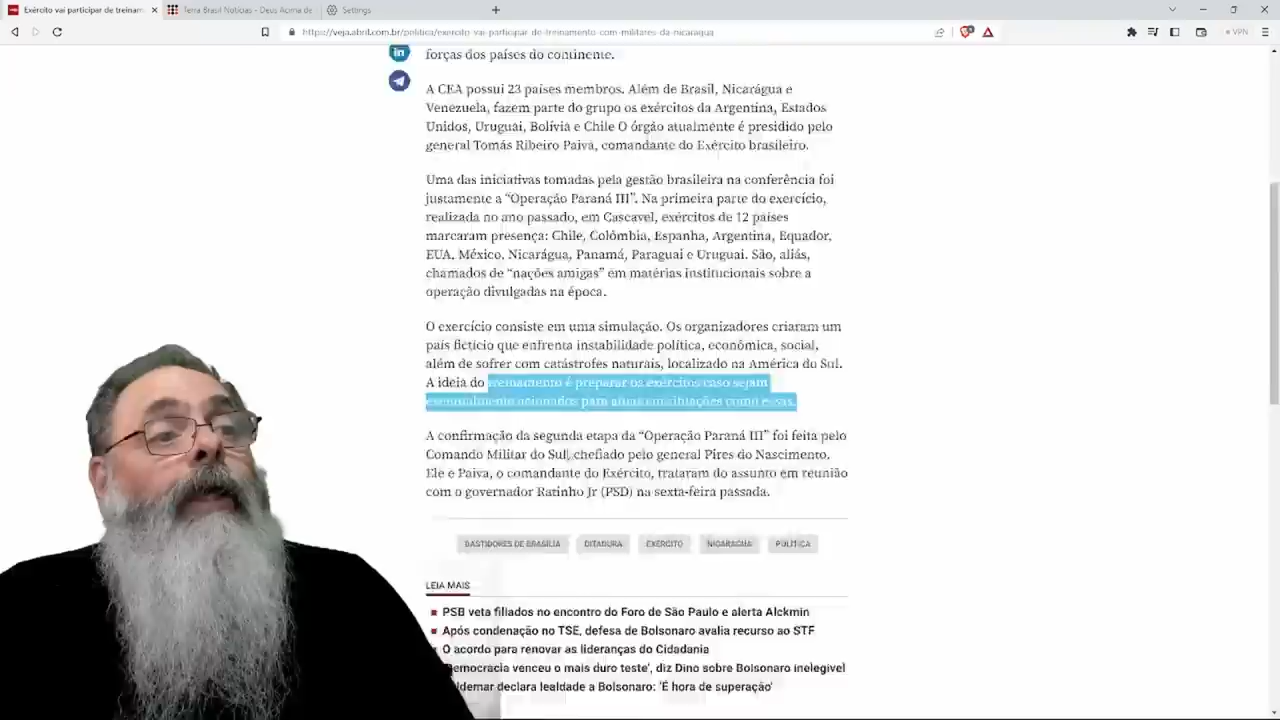 Exército vai participar de treinam
Terra Brasil Notícias - Deus Acima de
Settings
https://veja.abril.com.br/politica/exercito-vai-participar-de-treinamento-com-militares-da-nicaragua
VPN
forças dos países do continente.
A CEA possui 23 países membros. Além de Brasil, Nicarágua e
Venezuela, fazem parte do grupo os exércitos da Argentina, Estados
Unidos, Uruguai, Bolívia e Chile O órgão atualmente é presidido pelo
general Tomás Ribeiro Paiva, comandante do Exército brasileiro.
Uma das iniciativas tomadas pela gestão brasileira na conferência foi
justamente a “Operação Paraná III”. Na primeira parte do exercício,
realizada no ano passado, em Cascavel, exércitos de 12 países
marcaram presença: Chile, Colômbia, Espanha, Argentina, Equador,
EUA, México, Nicarágua, Panamá, Paraguai e Uruguai. São, aliás,
chamados de “nações amigas” em matérias institucionais sobre a
operação divulgadas na época.
O exercício consiste em uma simulação. Os organizadores criaram um
país fictício que enfrenta instabilidade política, econômica, social,
além de sofrer com catástrofes naturais, localizado na América do Sul.
A ideia do treinamento é preparar os exércitos caso sejam
eventualmente acionados para atuar em situações como essas.
A confirmação da segunda etapa da “Operação Paraná III” foi feita pelo
Comando Militar do Sul, chefiado pelo general Pires do Nascimento.
Ele e Paiva, o comandante do Exército, trataram do assunto em reunião
com o governador Ratinho Jr (PSD) na sexta-feira passada.
BASTIDORES DE BRASÍLIA DITADURA EXÉRCITO NICARÁGUA POLÍTICA
LEIA MAIS
PSB veta filiados no encontro do Foro de São Paulo e alerta Alckmin
Após condenação no TSE, defesa de Bolsonaro avalia recurso ao STF
O acordo para renovar as lideranças do Cidadania
Democracia venceu o mais duro teste', diz Dino sobre Bolsonaro inelegível
ldemar declara lealdade a Bolsonaro: 'É hora de superação'